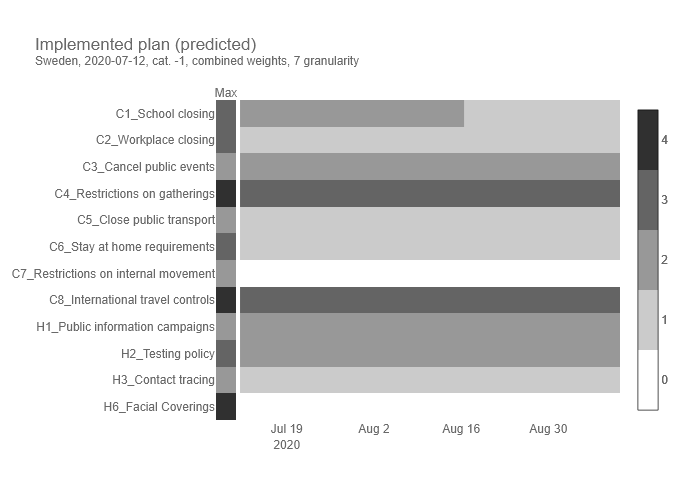 Implemented plan (predicted)
Sweden, 2020-07-12, cat. -1, combined weights, 7 granularity
Max
C1_School closing
C2_Workplace closing
C3_Cancel public events
C4_Restrictions on gatherings
C5_Close public transport
C6_Stay at home requirements
C7_Restrictions on internal movement
C8_International travel controls
H1_Public information campaigns
H2_Testing policy
H3_Contact tracing
H6_Facial Coverings
Jul 19 Aug 2 Aug 16 Aug 30
2020
4
3
2
1
0